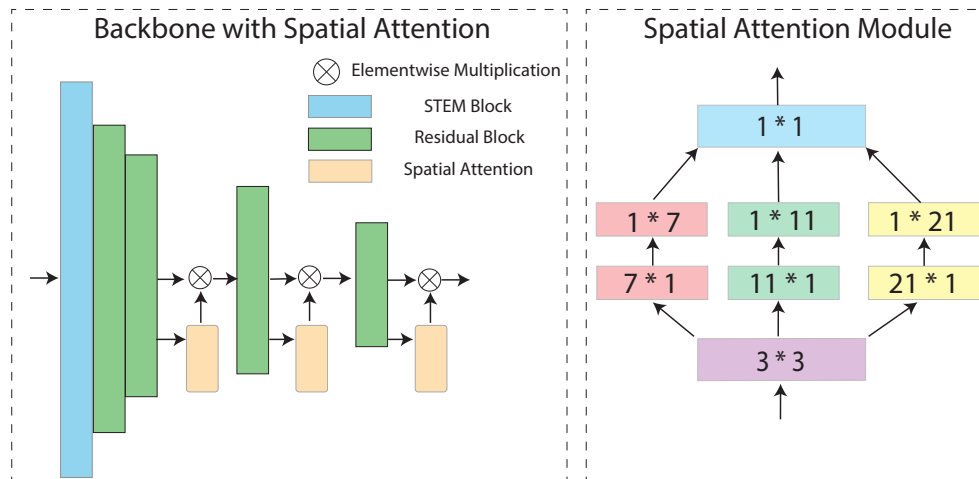 Backbone with Spatial Attention
Elementwise Multiplication
STEM Block
Residual Block
Spatial Attention
Spatial Attention Module
1 * 1
1 * 7
1 * 11
1 * 21
7 * 1
11 * 1
21 * 1
3 * 3